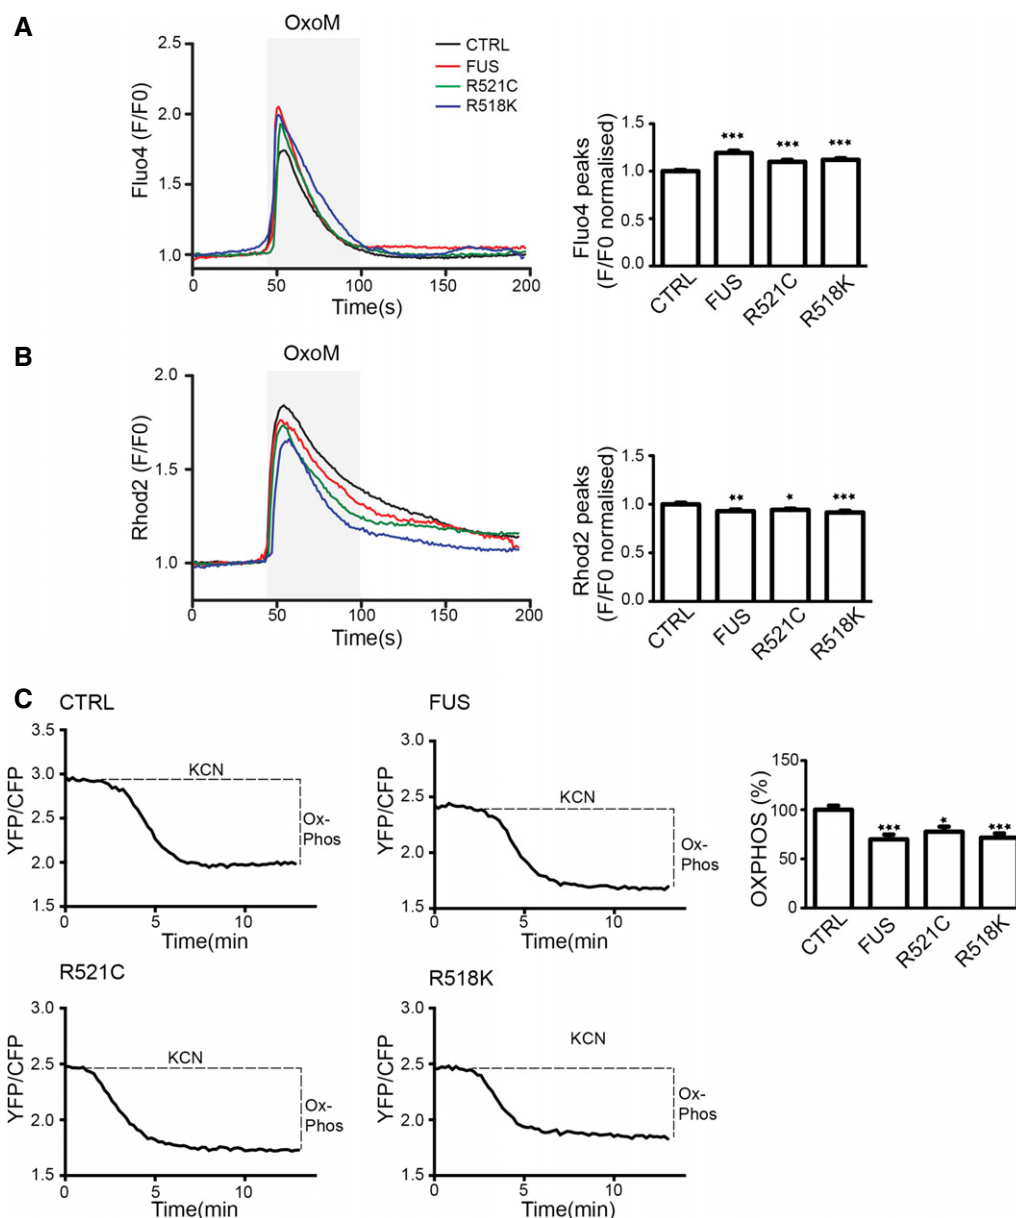 A
OxoM
CTRL
FUS
R521C
R518K
Fluo4 (F/F0)
2.5
2.0
1.5
1.0
0
50
100
150
200
Time(s)
Fluo4 peaks
(F/F0 normalised)
1.5
1.0
0.5
0.0
***
***
***
CTRL
FUS
R521C
R518K
B
OxoM
Rhod2 (F/F0)
2.0
1.5
1.0
0
50
100
150
200
Time(s)
Rhod2 peaks
(F/F0 normalised)
1.5
1.0
0.5
0.0
**
*
***
CTRL
FUS
R521C
R518K
C
CTRL
YFP/CFP
3.5
3.0
2.5
2.0
1.5
KCN
Ox-
Phos
0
5
10
Time(min
FUS
YFP/CFP
3.0
2.5
2.0
1.5
KCN
Ox-
Phos
0
5
10
Time(min)
OXPHOS (%)
150
100
50
0
***
*
***
CTRL
FUS
R521C
R518K
R521C
YFP/CFP
3.0
2.5
2.0
1.5
KCN
Ox-
Phos
0
5
10
Time(min
R518K
YFP/CFP
3.0
2.5
2.0
1.5
KCN
Ox-
Phos
0
5
10
Time(min)